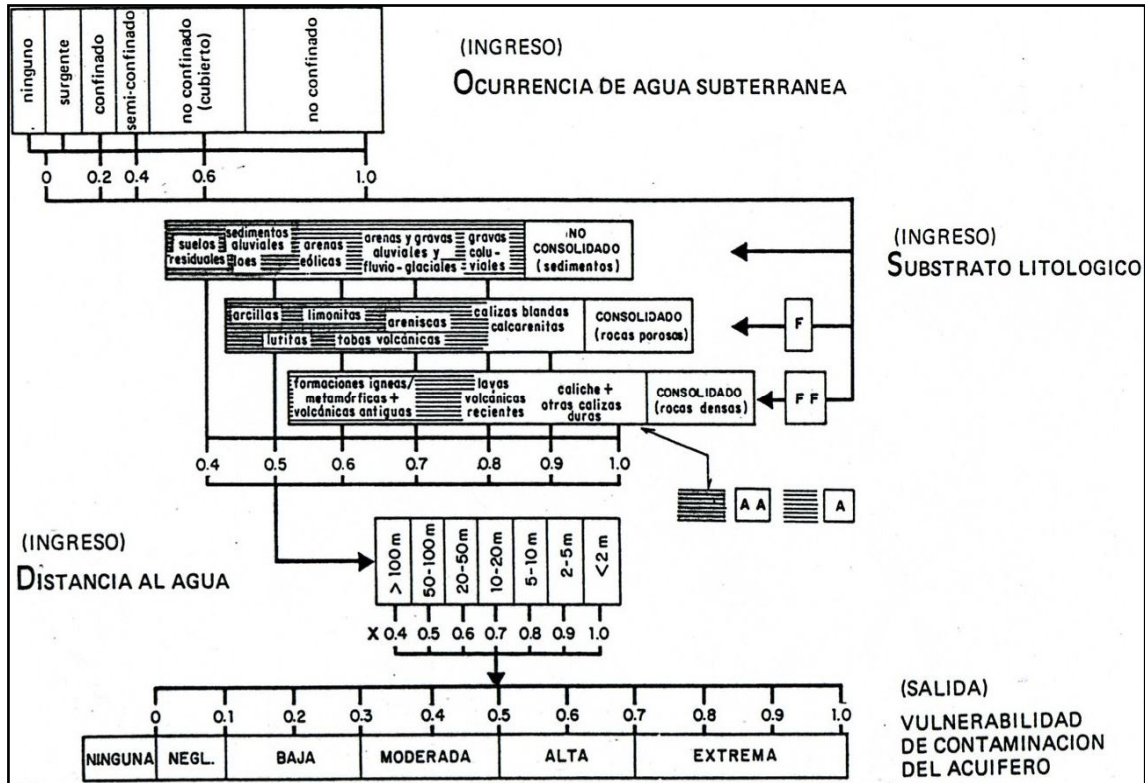 ninguno
surgente
confinado
semi-confinado
no confinado
(cubierto)
no confinado
(INGRESO)
OCURRENCIA DE AGUA SUBTERRANEA
0 0.2 0.4 0.6 1.0
suelos
residuales
sedimentos
aluviales
loes
arenas
eólicas
arenas y gravas
aluviales y
fluvio-glaciales
gravas
colu-
viales
NO
CONSOLIDADO
(sedimentos)
(INGRESO)
SUBSTRATO LITOLOGICO
arcillas
lutitas
limonitas
tobas volcánicas
areniscas
calizas blandas
calcarenitas
CONSOLIDADO
(rocas porosas)
F
formaciones igneas/
metamórficas +
volcánicas antiguas
lavas
volcánicas
recientes
caliche +
otras calizas
duras
CONSOLIDADO
(rocas densas)
F F
0.4 0.5 0.6 0.7 0.8 0.9 1.0
A A
A
(INGRESO)
DISTANCIA AL AGUA
> 100 m
50-100 m
20-50 m
10-20 m
5-10 m
2-5 m
< 2 m
X 0.4 0.5 0.6 0.7 0.8 0.9 1.0
0 0.1 0.2 0.3 0.4 0.5 0.6 0.7 0.8 0.9 1.0
NINGUNA NEGL. BAJA MODERADA ALTA EXTREMA
(SALIDA)
VULNERABILIDAD
DE CONTAMINACION
DEL ACUIFERO